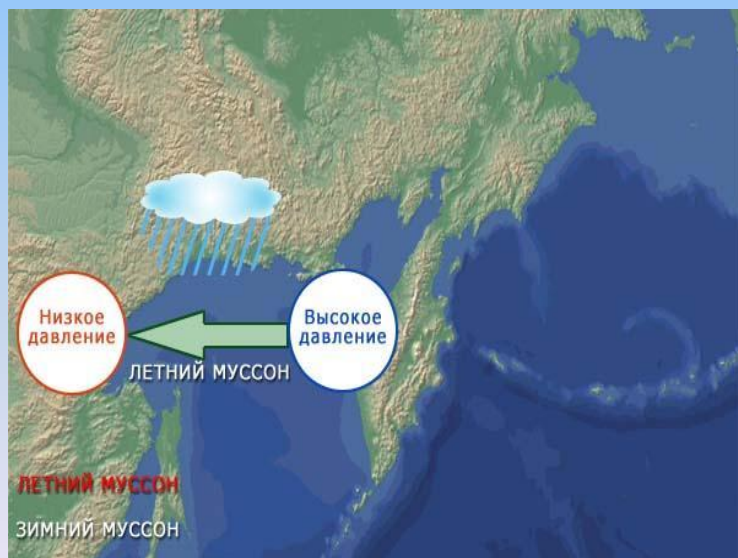 Низкое
давление
Высокое
давление
ЛЕТНИЙ МУССОН
ЛЕТНИЙ МУССОН
ЗИМНИЙ МУССОН